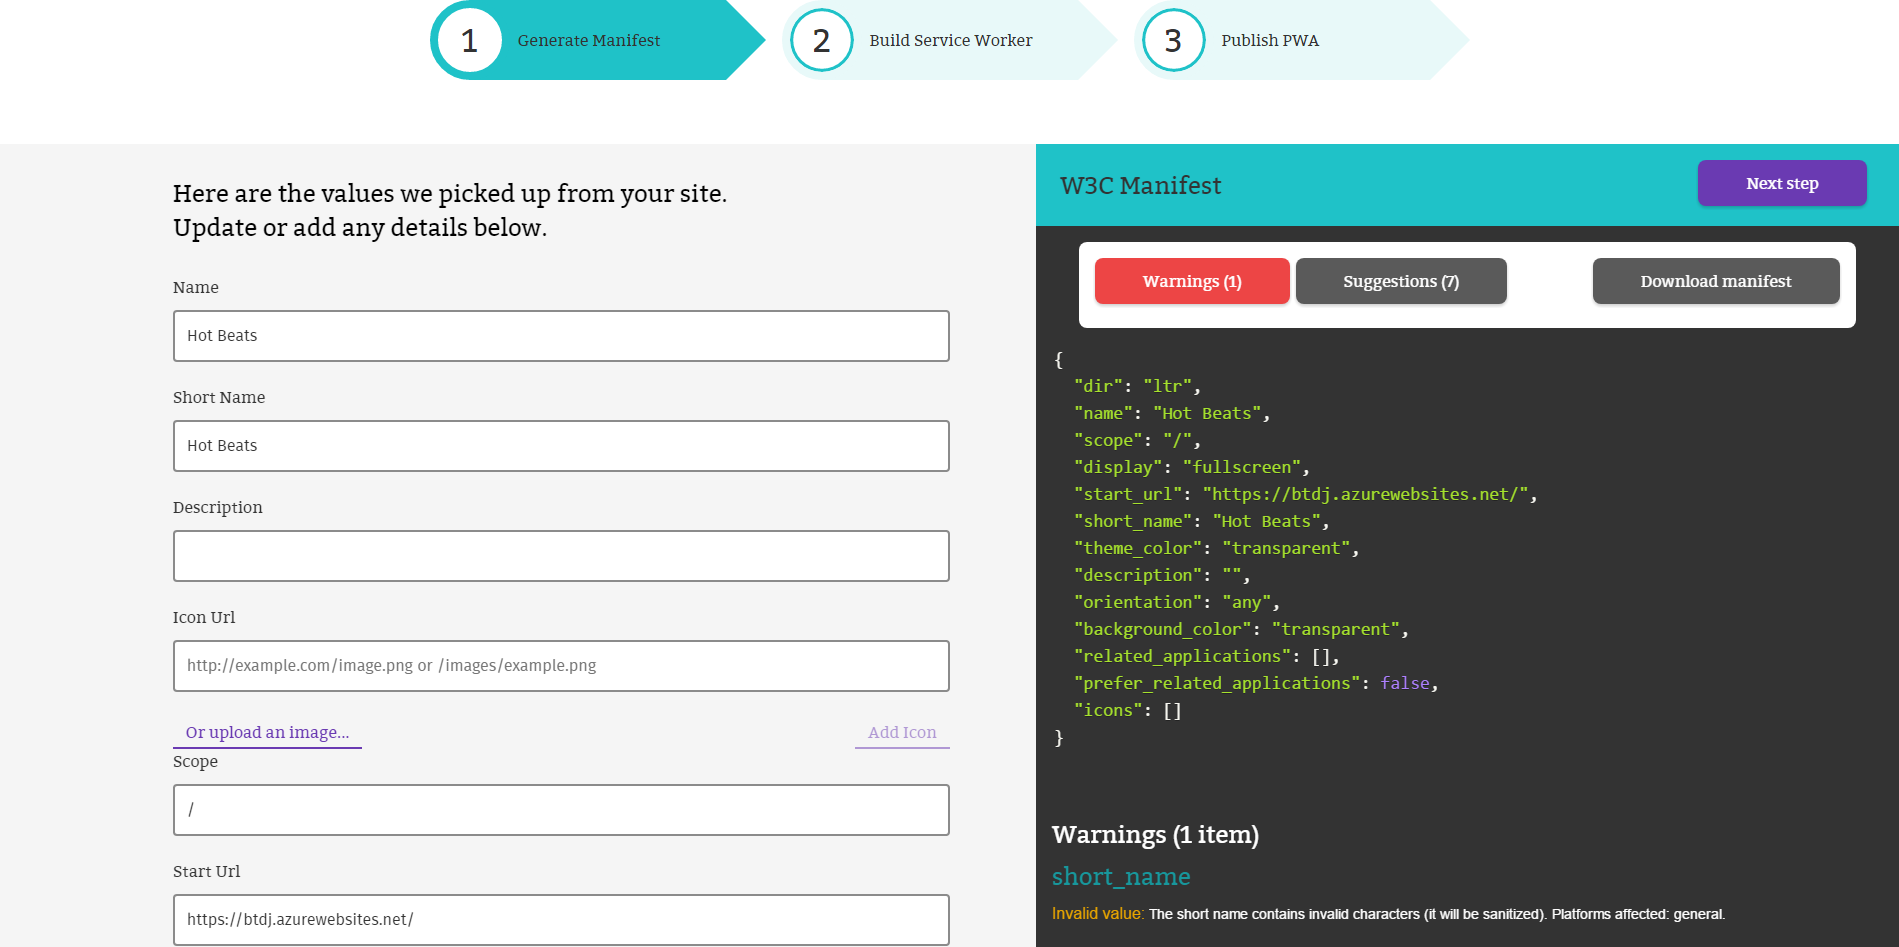 1 Generate Manifest
2 Build Service Worker
3 Publish PWA
Here are the values we picked up from your site.
Update or add any details below.
Name
Hot Beats
Short Name
Hot Beats
Description
Icon Url
http://example.com/image.png or /images/example.png
Or upload an image...
Add Icon
Scope
/
Start Url
https://btdj.azurewebsites.net/
W3C Manifest
Next step
Warnings (1)
Suggestions (7)
Download manifest
{
"dir": "ltr",
"name": "Hot Beats",
"scope": "/",
"display": "fullscreen",
"start_url": "https://btdj.azurewebsites.net/",
"short_name": "Hot Beats",
"theme_color": "transparent",
"description": "",
"orientation": "any",
"background_color": "transparent",
"related_applications": [],
"prefer_related_applications": false,
"icons": []
}
Warnings (1 item)
short_name
Invalid value: The short name contains invalid characters (it will be sanitized). Platforms affected: general.